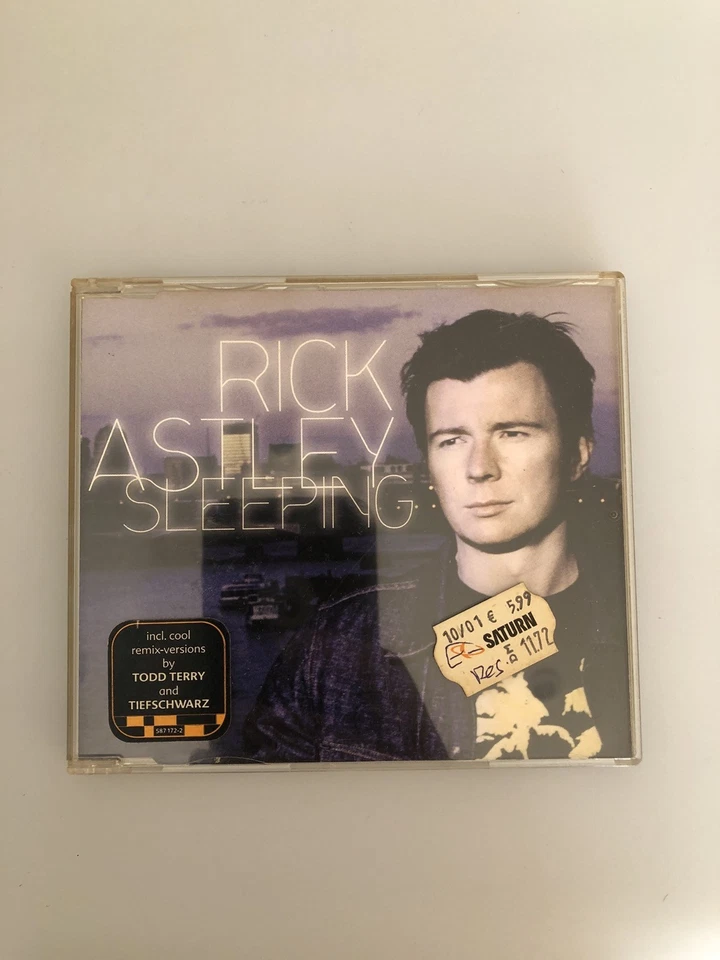 RICK
ASTLEY
SLEEPING
incl. cool
remix-versions
by
TODD TERRY
and
TIEFSCHWARZ
587 172-2
10/01 € 5,99
SATURN
Res. DM 11.72